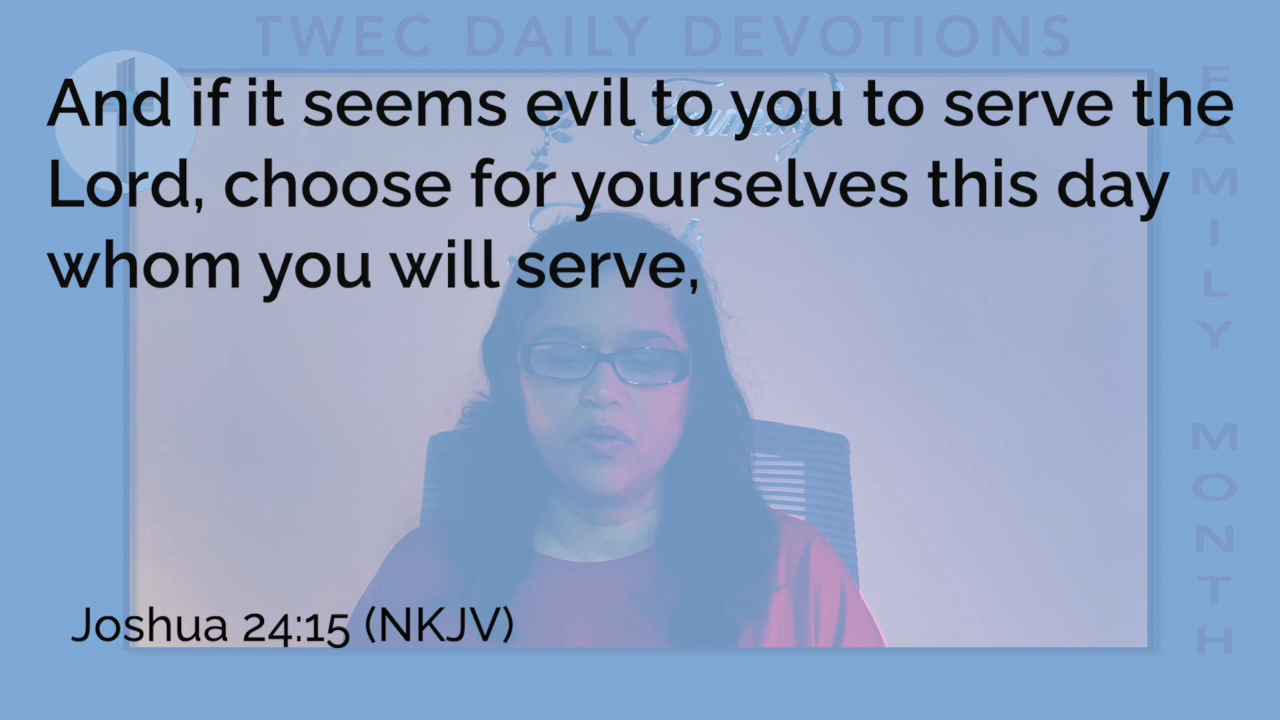 TWEC DAILY DEVOTIONS
And if it seems evil to you to serve the
Lord, choose for yourselves this day
whom you will serve,
Family
Joshua 24:15 (NKJV)
FAMILY MONTH